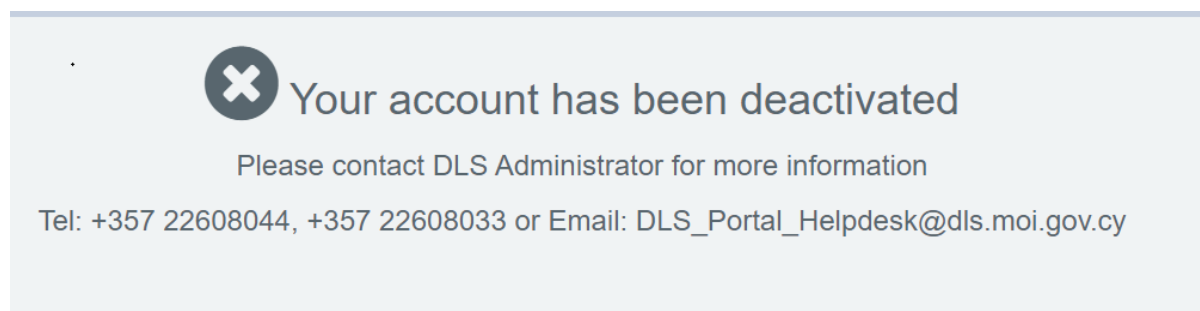 Your account has been deactivated
Please contact DLS Administrator for more information
Tel: +357 22608044, +357 22608033 or Email: DLS_Portal_Helpdesk@dls.moi.gov.cy